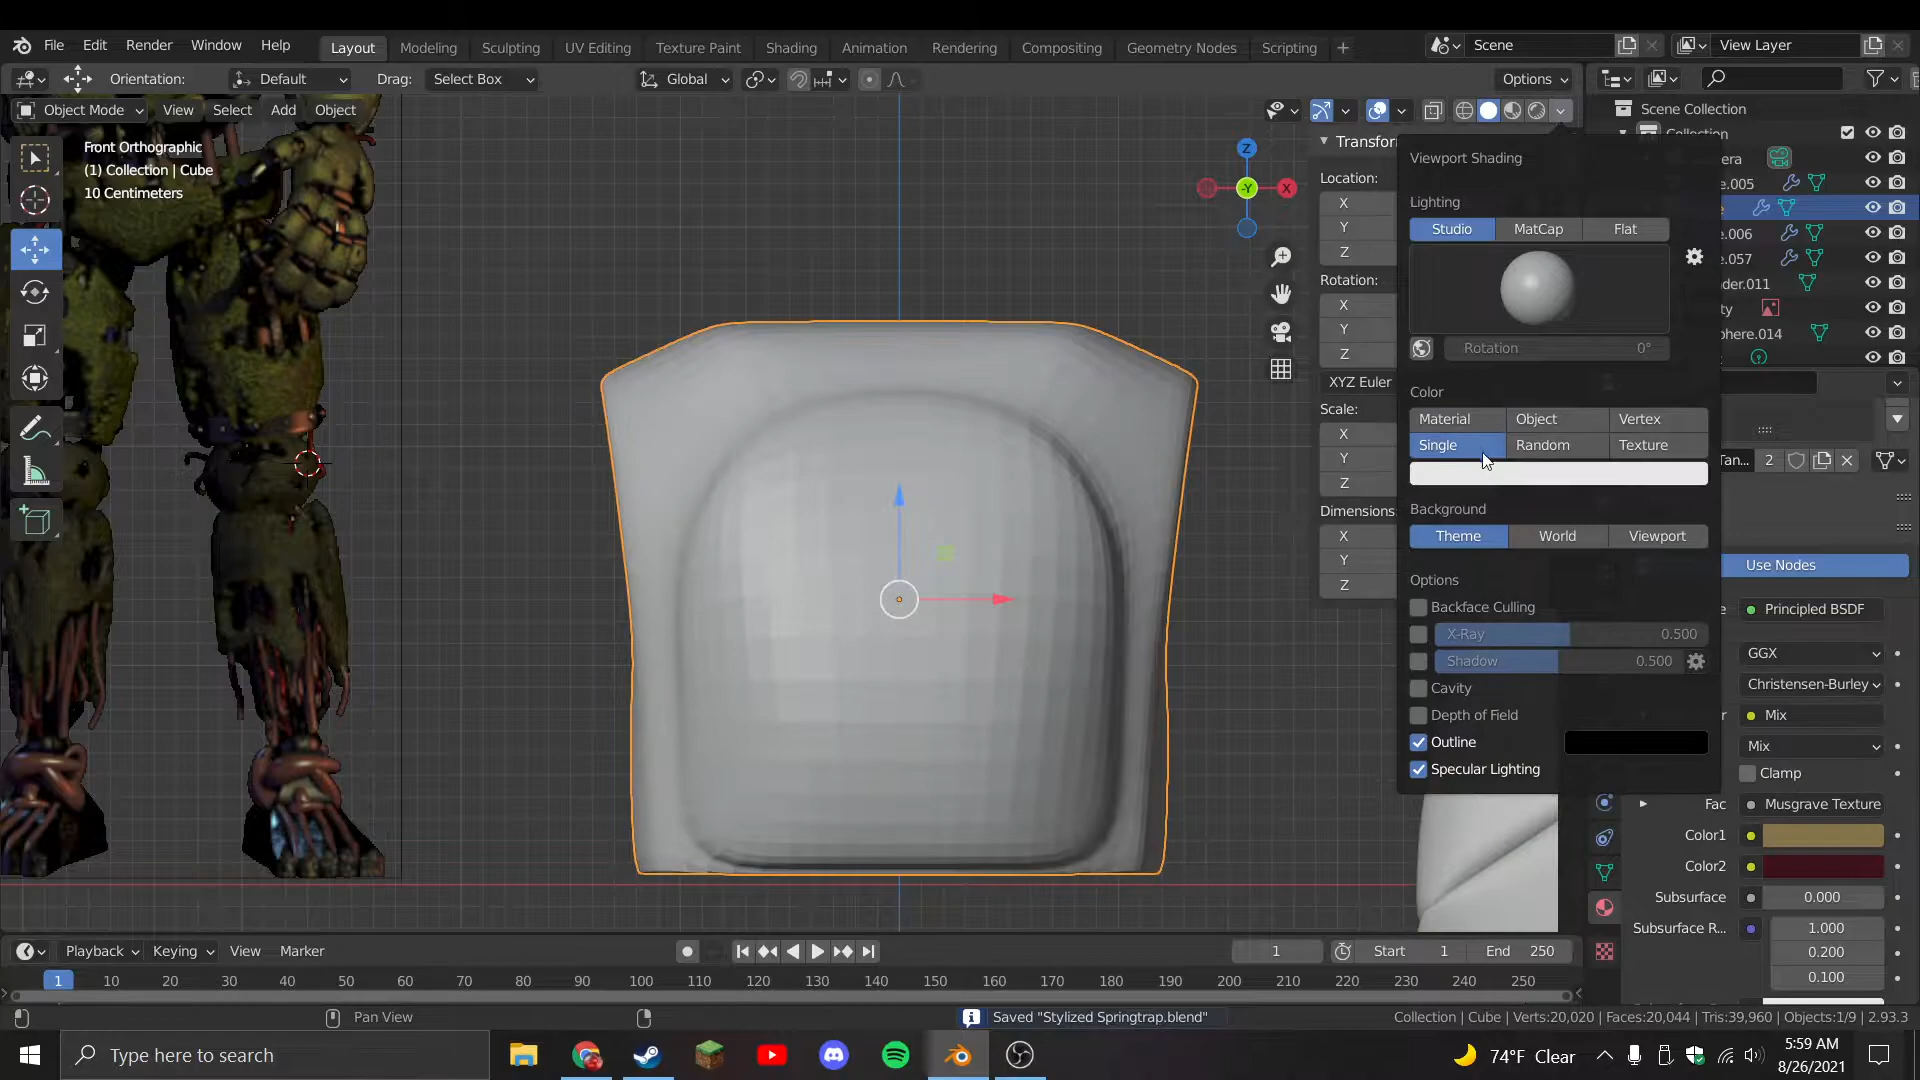 File Edit Render Window Help Layout Modeling Sculpting UV Editing Texture Paint Shading Animation Rendering Compositing Geometry Nodes Scripting + Scene View Layer
Orientation: Default Drag: Select Box Global Options
Object Mode View Select Add Object
Scene Collection
Collection
Front Orthographic
(1) Collection | Cube
10 Centimeters
Z
-Y
X
Transform
Location:
X
Y
Z
Rotation:
X
Y
Z
XYZ Euler
Scale:
X
Y
Z
Dimensions:
X
Y
Z
Viewport Shading
Lighting
Studio MatCap Flat
Rotation 0°
Color
Material Object Vertex
Single Random Texture
Background
Theme World Viewport
Options
Backface Culling
X-Ray 0.500
Shadow 0.500
Cavity
Depth of Field
Outline
Specular Lighting
era
e.005
e
e.006
e.057
der.011
ty
phere.014
Tan... 2
Use Nodes
e Principled BSDF
GGX
Christensen-Burley
r Mix
Mix
Clamp
Fac Musgrave Texture
Color1
Color2
Subsurface 0.000
Subsurface R... 1.000
0.200
0.100
Playback Keying View Marker 1 Start 1 End 250
1 10 20 30 40 50 60 70 80 90 100 110 120 130 140 150 160 170 180 190 200 210 220 230 240 250
Pan View Saved "Stylized Springtrap.blend" Collection | Cube | Verts:20,020 | Faces:20,044 | Tris:39,960 | Objects:1/9 | 2.93.3
Type here to search 74°F Clear 5:59 AM
8/26/2021